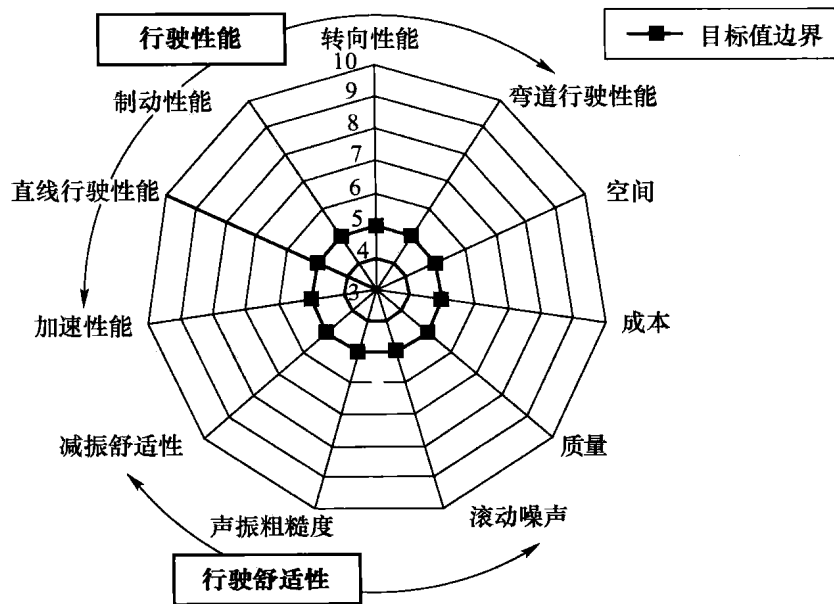 行驶性能
转向性能
目标值边界
10
制动性能
弯道行驶性能
9
8
7
直线行驶性能
空间
6
5
4
3
加速性能
成本
减振舒适性
质量
声振粗糙度
滚动噪声
行驶舒适性